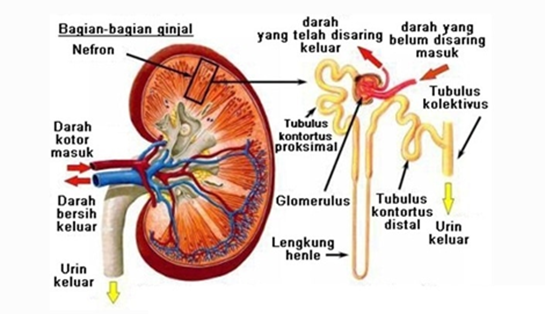 Bagian-bagian ginjal
Nefron
darah
yang telah disaring
keluar
darah yang
belum disaring
masuk
Tubulus
kolektivus
Tubulus
kontortus
proksimal
Darah
kotor
masuk
Darah
bersih
keluar
Glomerulus
Tubulus
kontortus
distal
Urin
keluar
Lengkung
henle
Urin
keluar